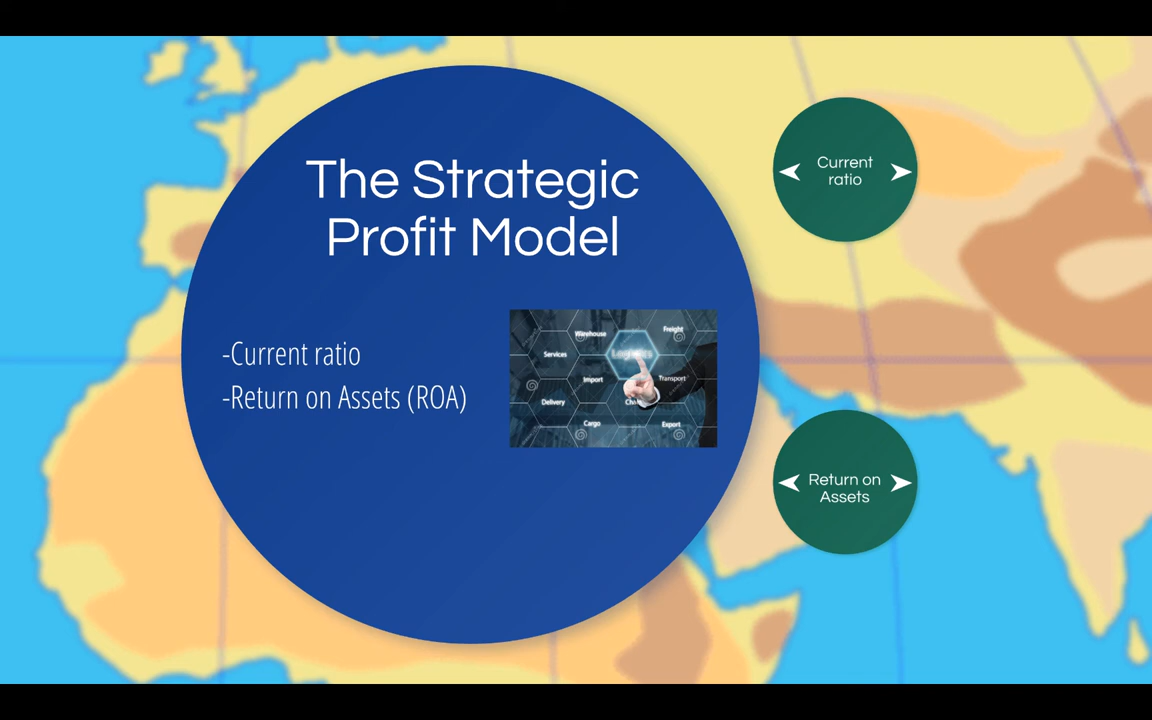 The Strategic
Profit Model
-Current ratio
-Return on Assets (ROA)
Warehouse
Freight
Services
Logistics
Import
Transport
Delivery
Cargo
Export
Current
ratio
Return on
Assets